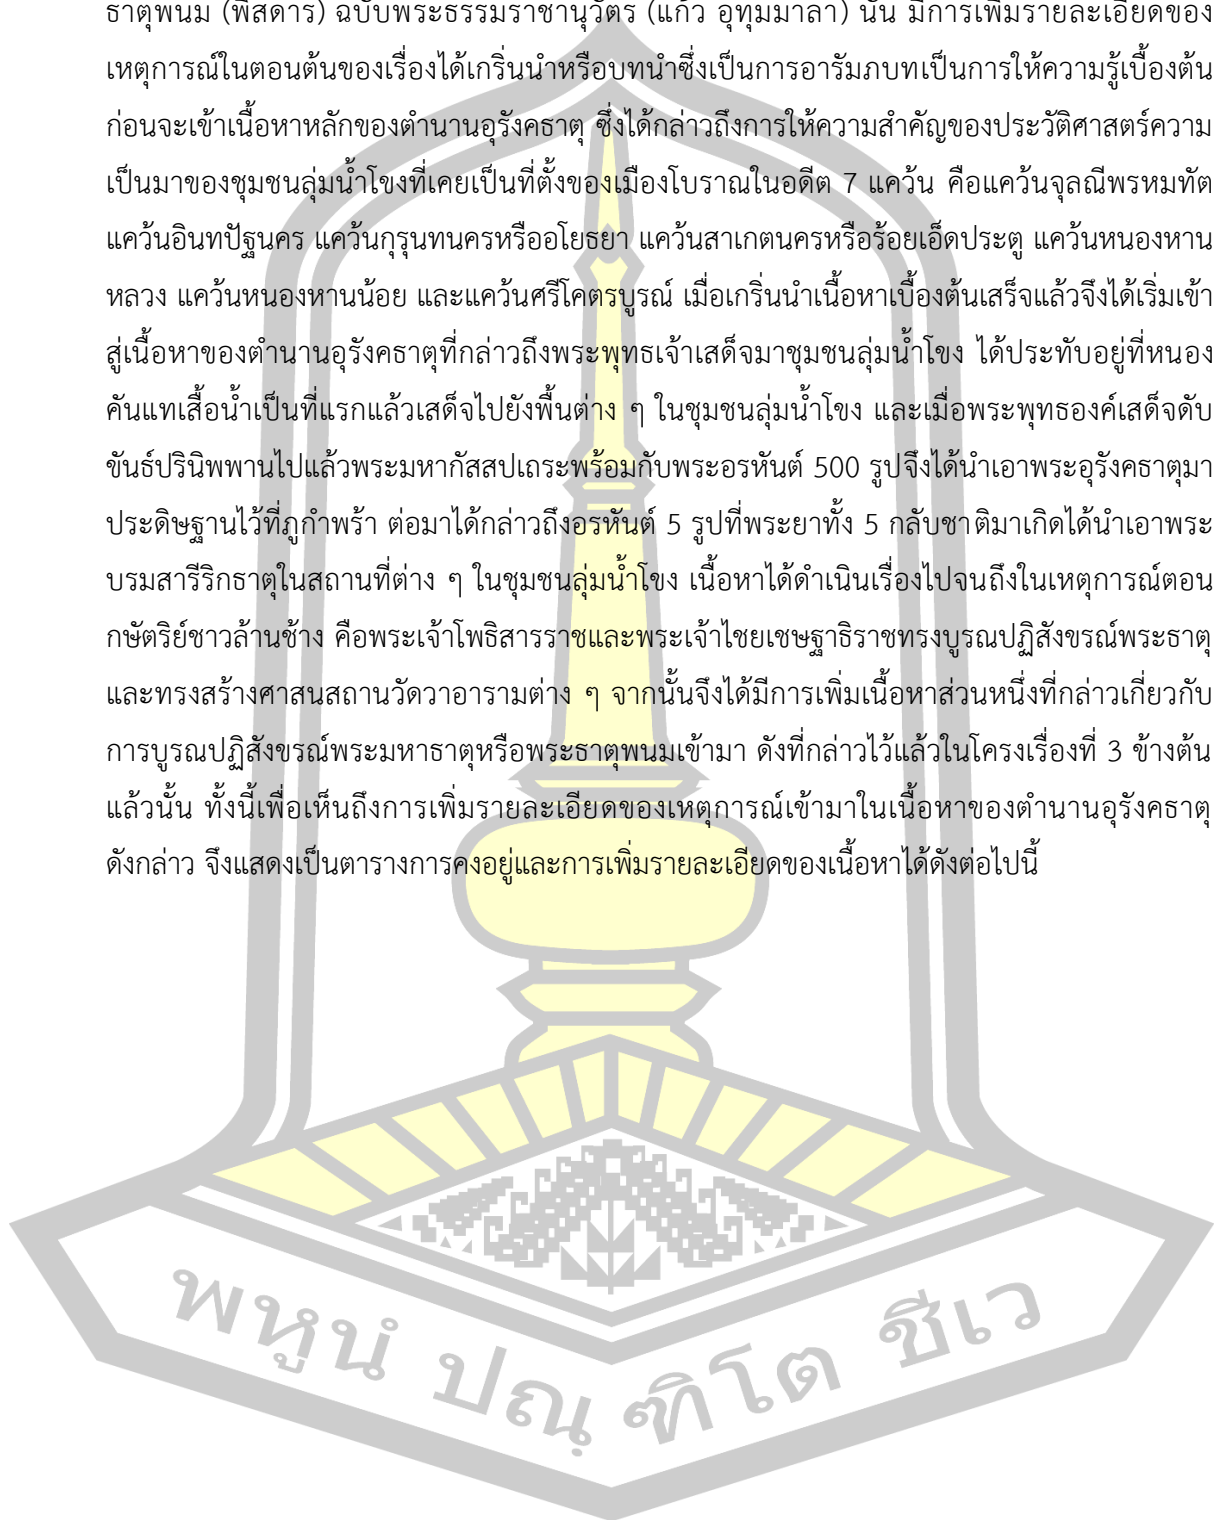 ธาตุพนม (พิสดาร) ฉบับพระธรรมราชานุวัตร (แก้ว อุทุมมาลา) นั้น มีการเพิ่มรายละเอียดของ
เหตุการณ์ในตอนต้นของเรื่องได้เกริ่นนำหรือบทนำซึ่งเป็นการอารัมภบทเป็นการให้ความรู้เบื้องต้น
ก่อนจะเข้าเนื้อหาหลักของตำนานอุรังคธาตุ ซึ่งได้กล่าวถึงการให้ความสำคัญของประวัติศาสตร์ความ
เป็นมาของชุมชนลุ่มน้ำโขงที่เคยเป็นที่ตั้งของเมืองโบราณในอดีต 7 แคว้น คือแคว้นจุลณีพรหมทัต
แคว้นอินทปัฐนคร แคว้นกุรุนทนครหรืออโยธยา แคว้นสาเกตนครหรือร้อยเอ็ดประตู แคว้นหนองหาน
หลวง แคว้นหนองหานน้อย และแคว้นศรีโคตรบูรณ์ เมื่อเกริ่นนำเนื้อหาเบื้องต้นเสร็จแล้วจึงได้เริ่มเข้า
สู่เนื้อหาของตำนานอุรังคธาตุที่กล่าวถึงพระพุทธเจ้าเสด็จมาชุมชนลุ่มน้ำโขง ได้ประทับอยู่ที่หนอง
คันแทเสื้อน้ำเป็นที่แรกแล้วเสด็จไปยังพื้นต่าง ๆ ในชุมชนลุ่มน้ำโขง และเมื่อพระพุทธองค์เสด็จดับ
ขันธ์ปรินิพพานไปแล้วพระมหากัสสปเถระพร้อมกับพระอรหันต์ 500 รูปจึงได้นำเอาพระอุรังคธาตุมา
ประดิษฐานไว้ที่ภูกำพร้า ต่อมาได้กล่าวถึงอรหันต์ 5 รูปที่พระยาทั้ง 5 กลับชาติมาเกิดได้นำเอาพระ
บรมสารีริกธาตุในสถานที่ต่าง ๆ ในชุมชนลุ่มน้ำโขง เนื้อหาได้ดำเนินเรื่องไปจนถึงในเหตุการณ์ตอน
กษัตริย์ชาวล้านช้าง คือพระเจ้าโพธิสารราชและพระเจ้าไชยเชษฐาธิราชทรงบูรณปฏิสังขรณ์พระธาตุ
และทรงสร้างศาสนสถานวัดวาอารามต่าง ๆ จากนั้นจึงได้มีการเพิ่มเนื้อหาส่วนหนึ่งที่กล่าวเกี่ยวกับ
การบูรณปฏิสังขรณ์พระมหาธาตุหรือพระธาตุพนมเข้ามา ดังที่กล่าวไว้แล้วในโครงเรื่องที่ 3 ข้างต้น
แล้วนั้น ทั้งนี้เพื่อเห็นถึงการเพิ่มรายละเอียดของเหตุการณ์เข้ามาในเนื้อหาของตำนานอุรังคธาตุ
ดังกล่าว จึงแสดงเป็นตารางการคงอยู่และการเพิ่มรายละเอียดของเนื้อหาได้ดังต่อไปนี้
พหูนํ ปณฺฑิโต ชีเว